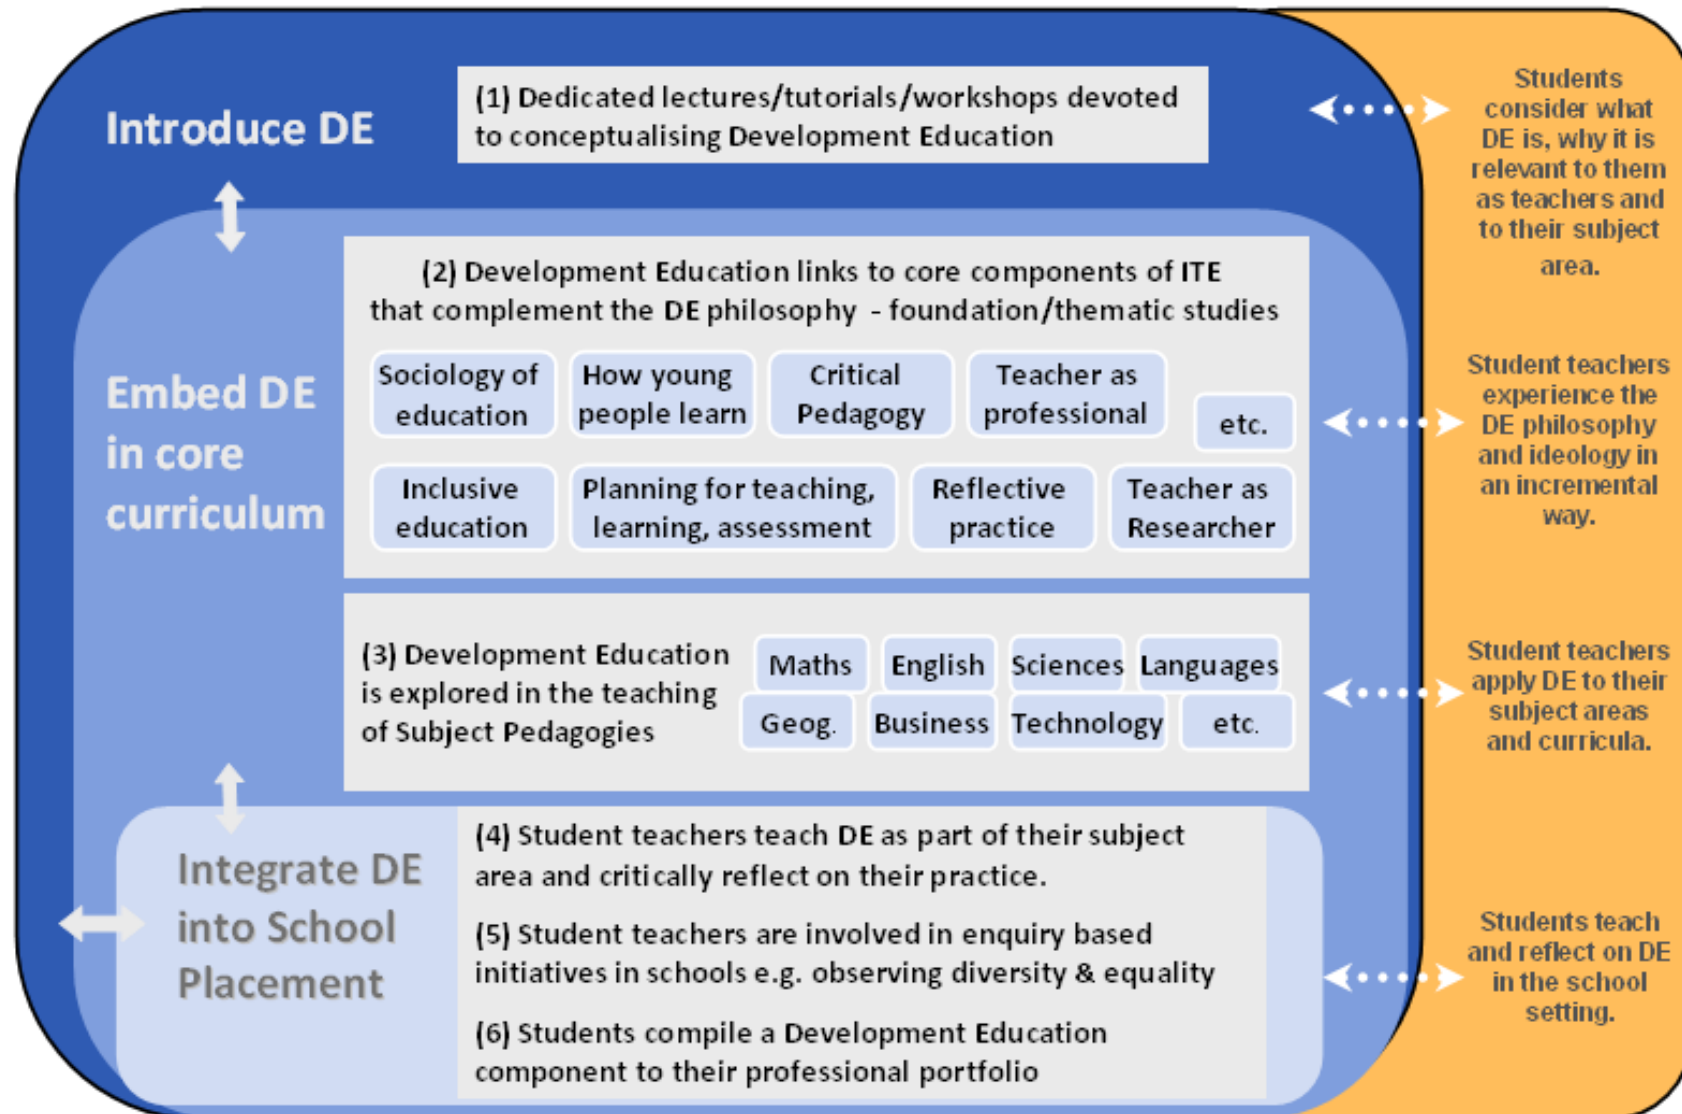 Introduce DE
(1) Dedicated lectures/tutorials/workshops devoted
to conceptualising Development Education
Students
consider what
DE is, why it is
relevant to them
as teachers and
to their subject
area.
Embed DE
in core
curriculum
(2) Development Education links to core components of ITE
that complement the DE philosophy - foundation/thematic studies
Sociology of
education
How young
people learn
Critical
Pedagogy
Teacher as
professional
etc.
Inclusive
education
Planning for teaching,
learning, assessment
Reflective
practice
Teacher as
Researcher
Student teachers
experience the
DE philosophy
and ideology in
an incremental
way.
(3) Development Education
is explored in the teaching
of Subject Pedagogies
Maths
English
Sciences
Languages
Geog.
Business
Technology
etc.
Student teachers
apply DE to their
subject areas
and curricula.
Integrate DE
into School
Placement
(4) Student teachers teach DE as part of their subject
area and critically reflect on their practice.
(5) Student teachers are involved in enquiry based
initiatives in schools e.g. observing diversity & equality
(6) Students compile a Development Education
component to their professional portfolio
Students teach
and reflect on DE
in the school
setting.